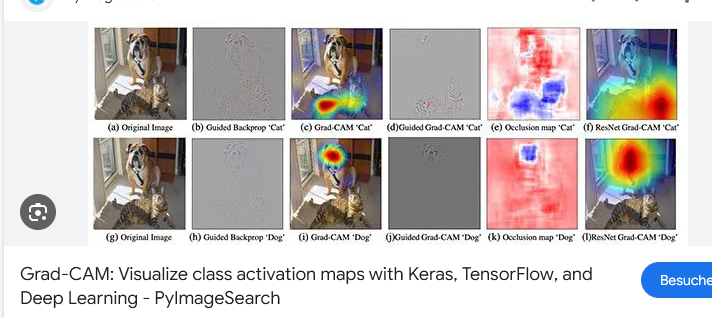 (a) Original Image (b) Guided Backprop 'Cat' (c) Grad-CAM 'Cat' (d)Guided Grad-CAM 'Cat' (e) Occlusion map 'Cat' (f) ResNet Grad-CAM 'Cat'
(g) Original Image (h) Guided Backprop 'Dog' (i) Grad-CAM 'Dog' (j)Guided Grad-CAM 'Dog' (k) Occlusion map 'Dog' (l)ResNet Grad-CAM 'Dog'
Grad-CAM: Visualize class activation maps with Keras, TensorFlow, and
Deep Learning - PyImageSearch
Besuche